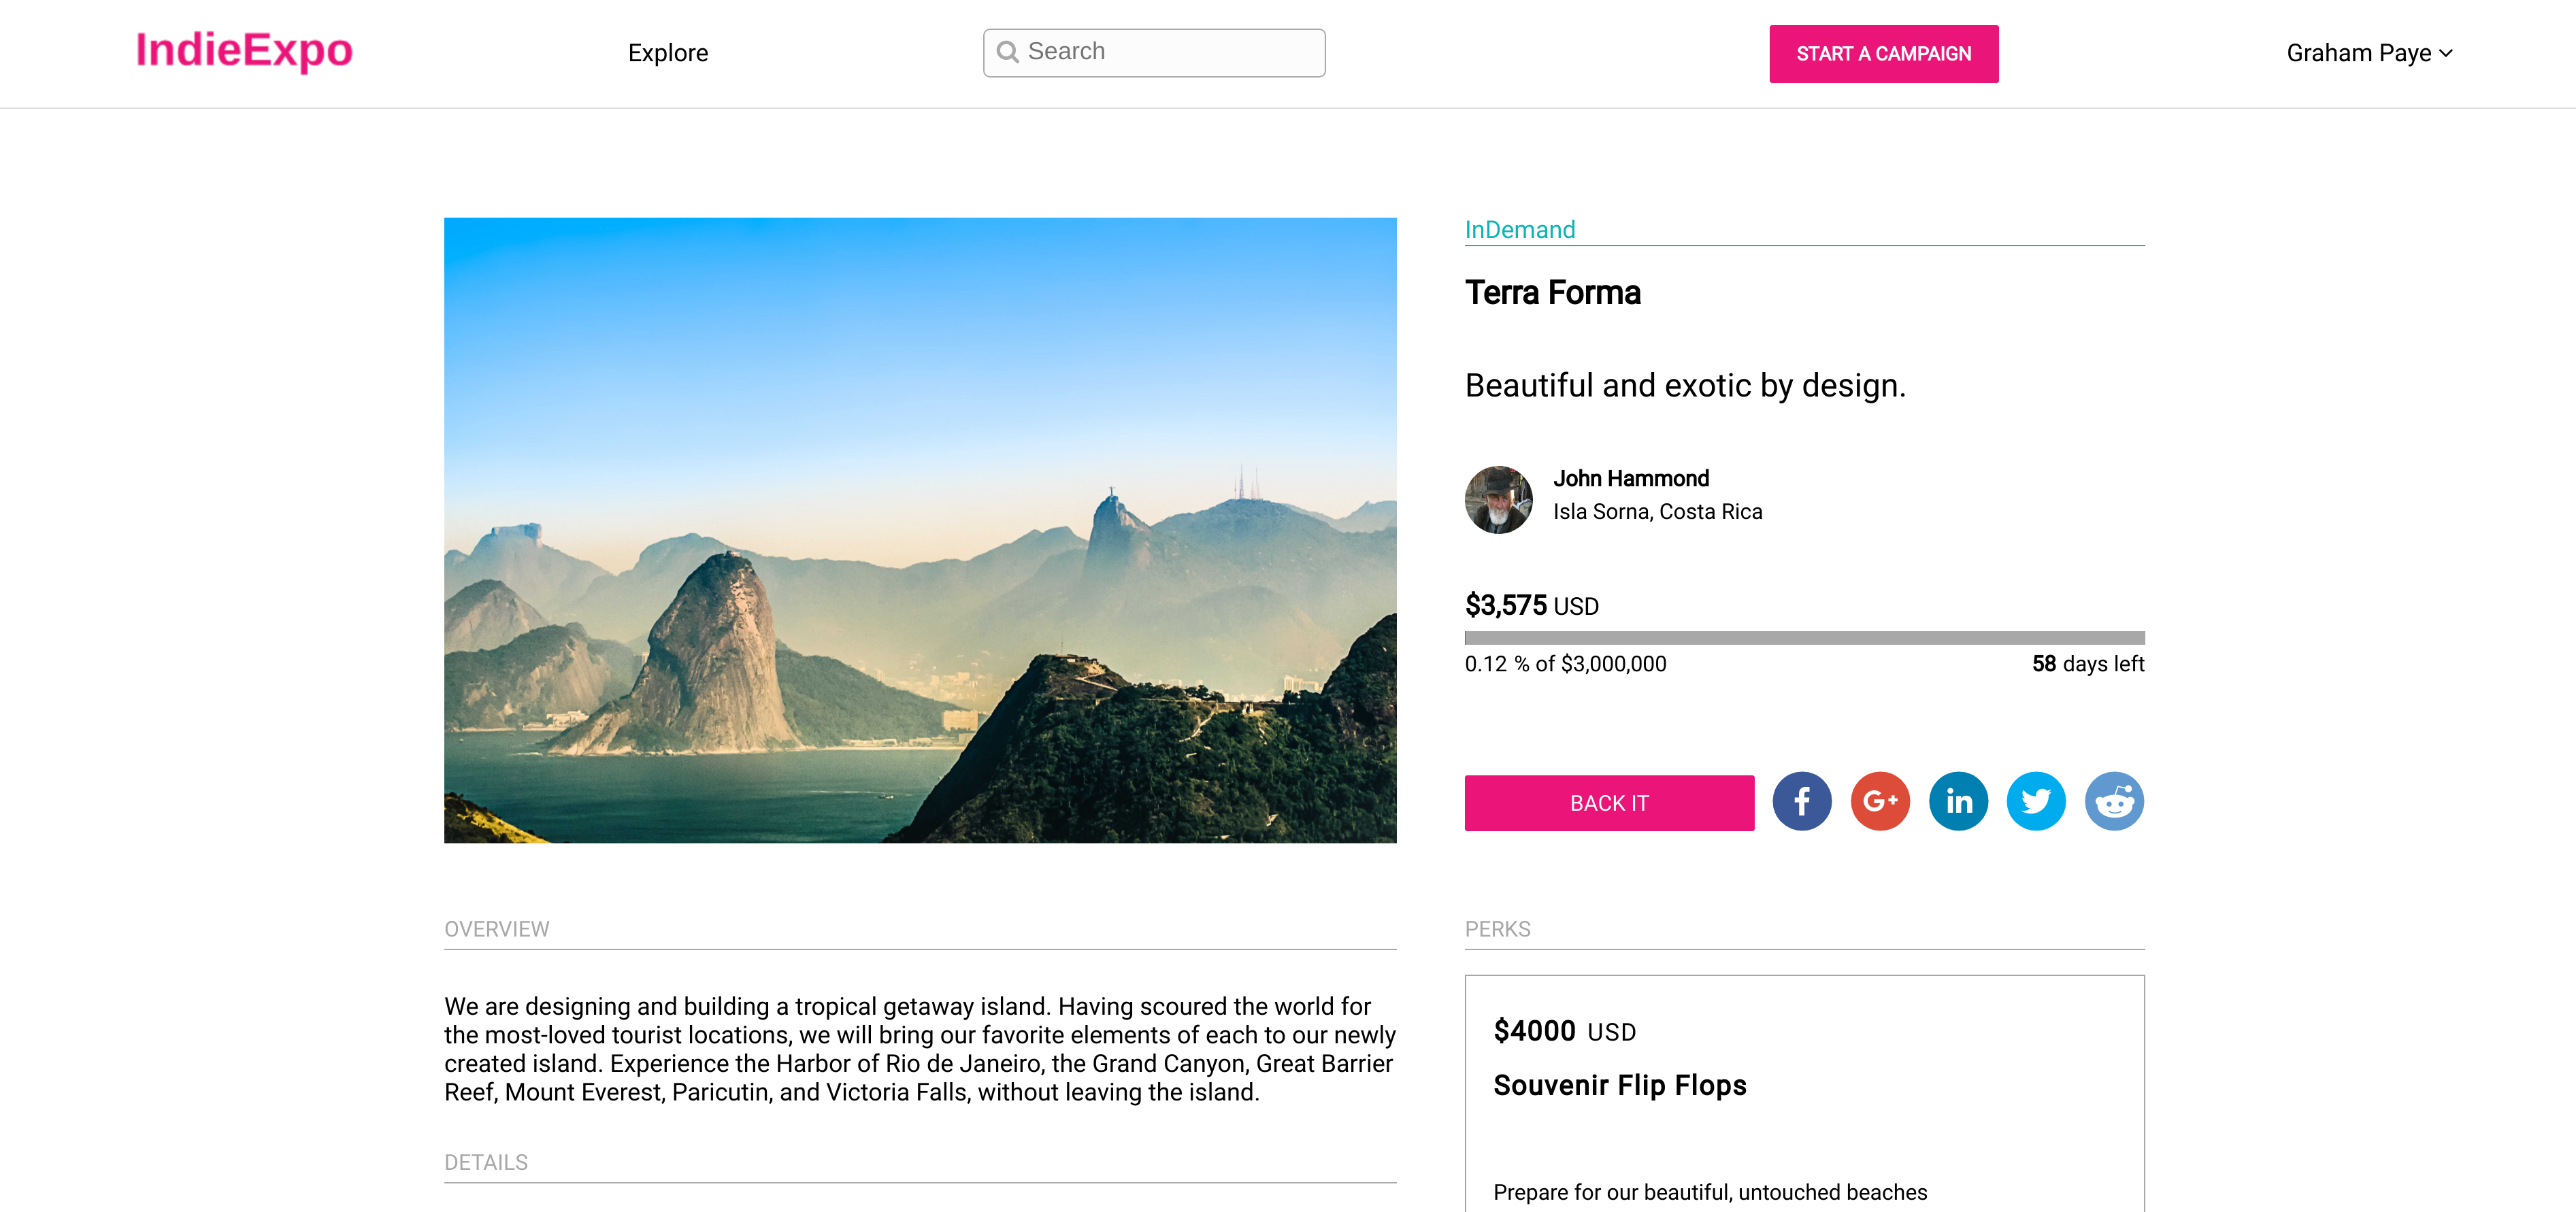 IndieExpo
Explore
Search
START A CAMPAIGN
Graham Paye
InDemand
Terra Forma
Beautiful and exotic by design.
John Hammond
Isla Sorna, Costa Rica
$3,575 USD
0.12 % of $3,000,000
58 days left
BACK IT
G+
in
OVERVIEW
We are designing and building a tropical getaway island. Having scoured the world for
the most-loved tourist locations, we will bring our favorite elements of each to our newly
created island. Experience the Harbor of Rio de Janeiro, the Grand Canyon, Great Barrier
Reef, Mount Everest, Paricutin, and Victoria Falls, without leaving the island.
DETAILS
PERKS
$4000 USD
Souvenir Flip Flops
Prepare for our beautiful, untouched beaches